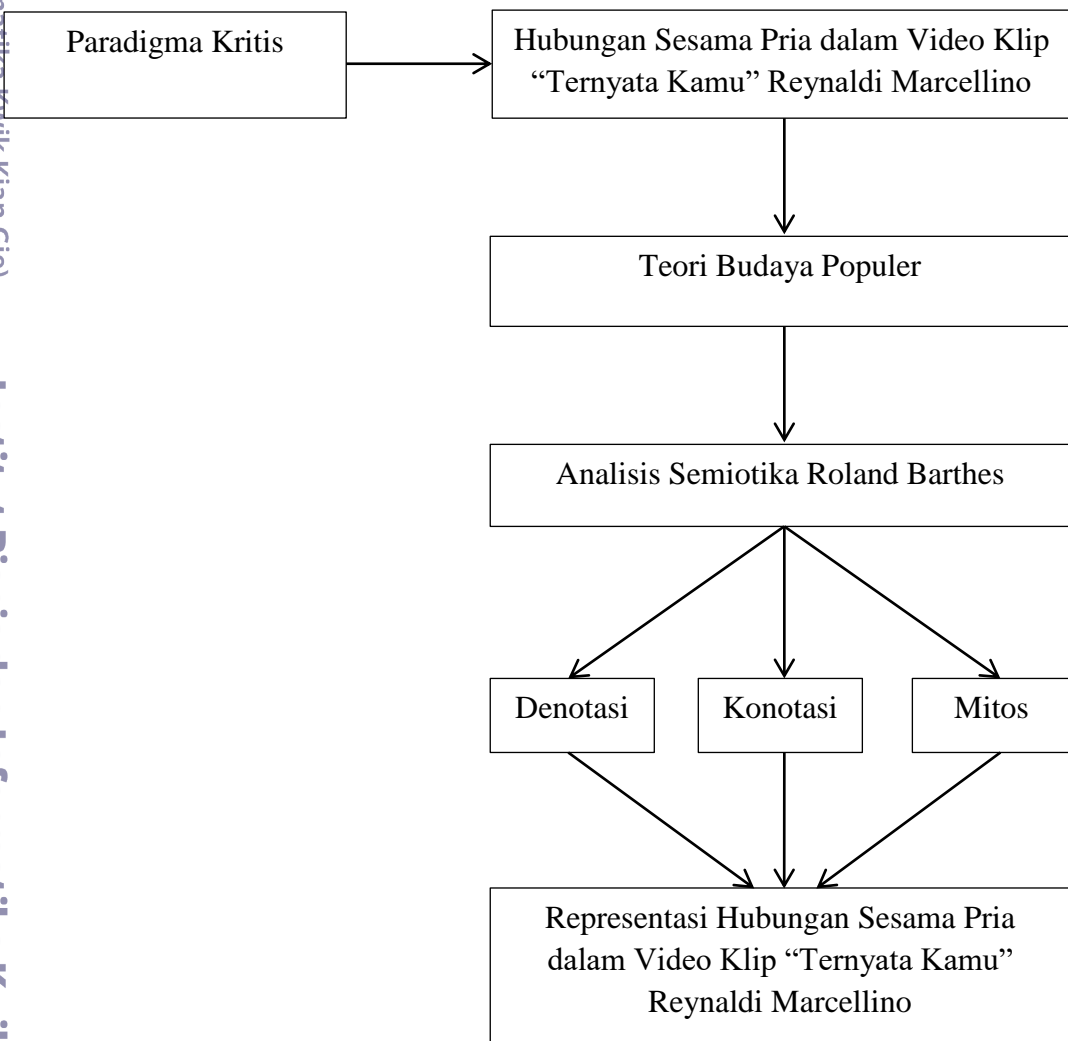 Paradigma Kritis
Hubungan Sesama Pria dalam Video Klip
“Ternyata Kamu” Reynaldi Marcellino
Teori Budaya Populer
Analisis Semiotika Roland Barthes
Denotasi
Konotasi
Mitos
Representasi Hubungan Sesama Pria
dalam Video Klip “Ternyata Kamu”
Reynaldi Marcellino